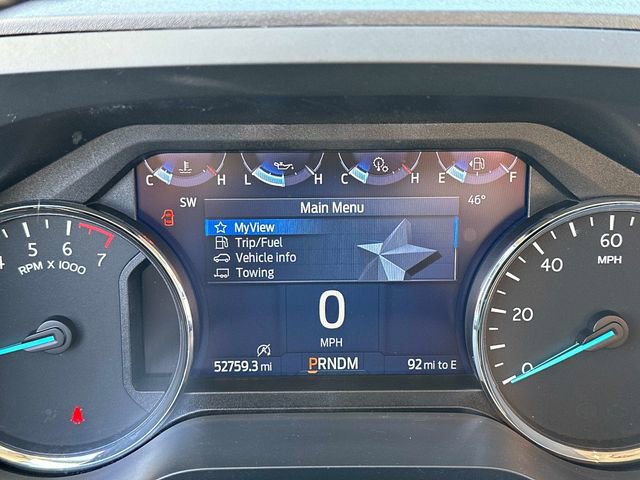 C H L H C H E F
SW 46°
Main Menu
MyView
Trip/Fuel
Vehicle info
Towing
4 5 6 7
RPM X 1000
0
MPH
52759.3 mi PRNDM 92 mi to E
60
MPH
40
20
0